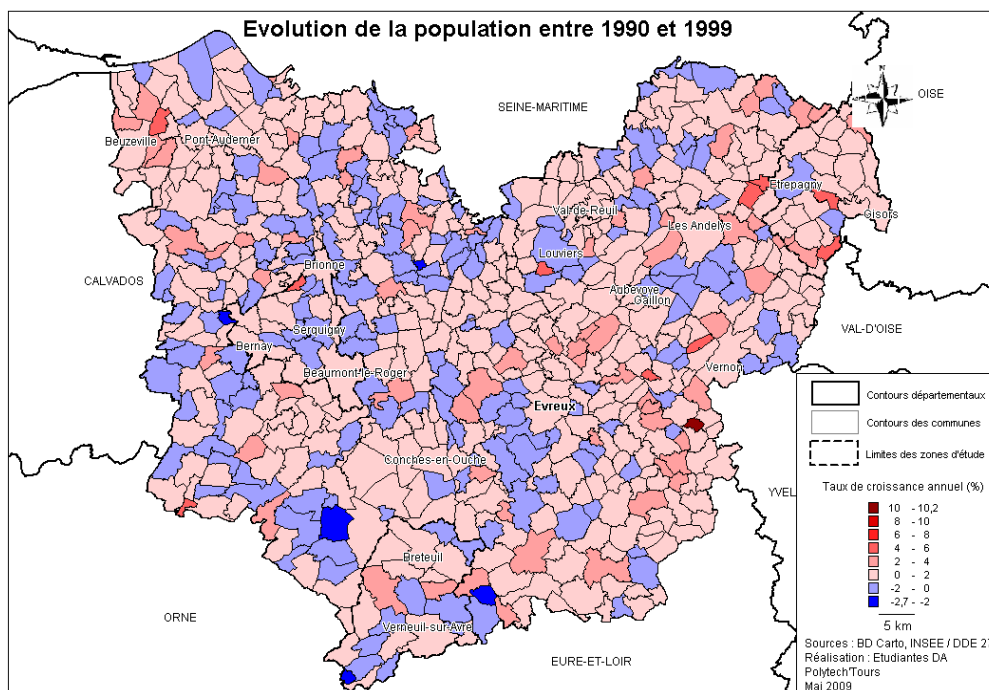 Evolution de la population entre 1990 et 1999
N
OISE
SEINE-MARITIME
Beuzeville
Pont-Audemer
Etrepagny
Gisors
Val-de-Reuil
Les Andelys
Louviers
Brionne
CALVADOS
Aubevoye
Gaillon
Serquigny
VAL-D'OISE
Bernay
Beaumont-le-Roger
Vernon
Evreux
Conches-en-Ouche
YVEL
Breteuil
ORNE
Verneuil-sur-Avre
EURE-ET-LOIR
Contours départementaux
Contours des communes
Limites des zones d'étude
Taux de croissance annuel (%)
10 - 10,2
8 - 10
6 - 8
4 - 6
2 - 4
0 - 2
-2 - 0
-2,7 - -2
5 km
Sources : BD Carto, INSEE / DDE 27
Réalisation : Etudiantes DA
Polytech'Tours
Mai 2009